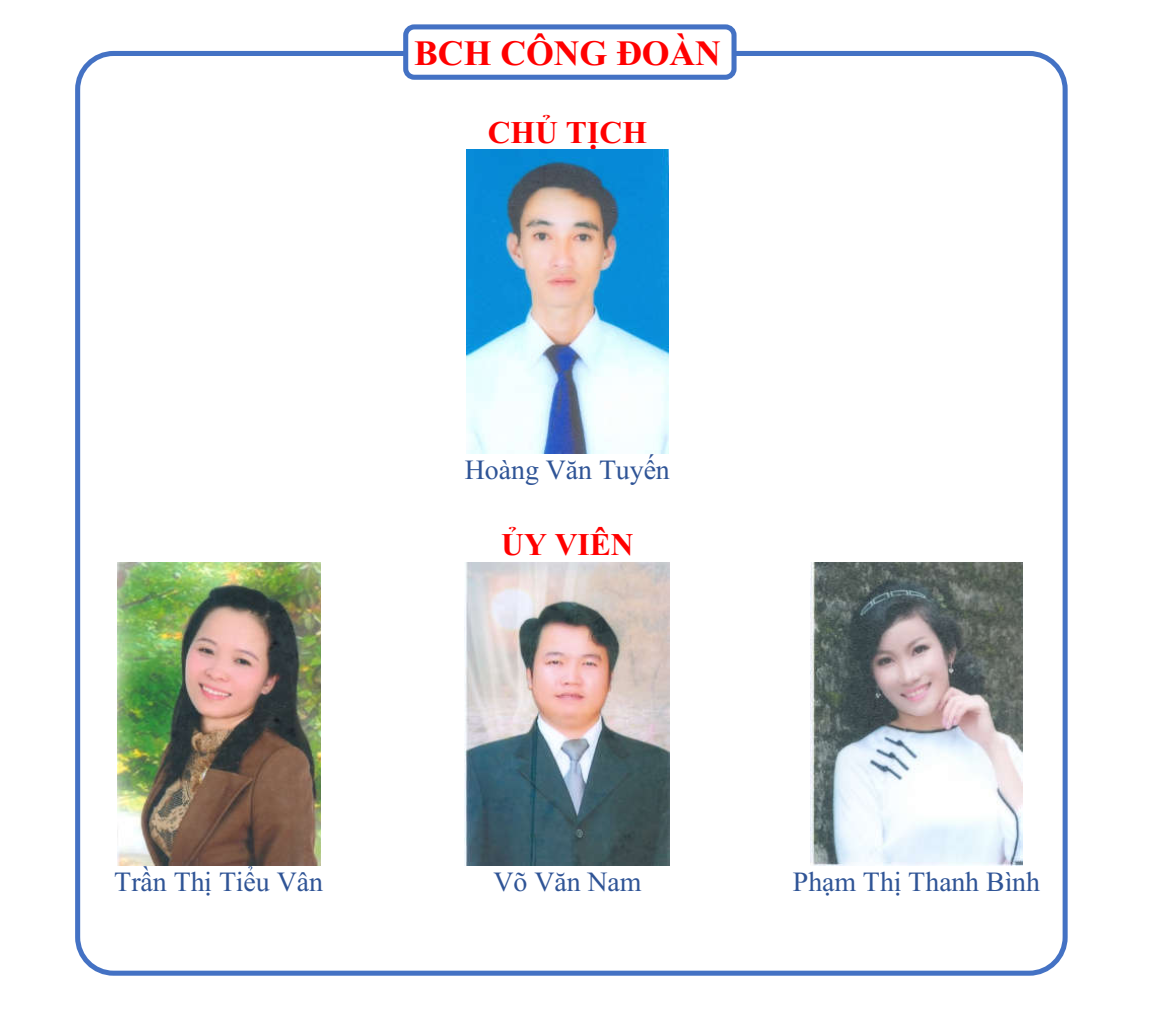 BCH CÔNG ĐOÀN
CHỦ TỊCH
Hoàng Văn Tuyến
ỦY VIÊN
Trần Thị Tiểu Vân
Võ Văn Nam
Phạm Thị Thanh Bình